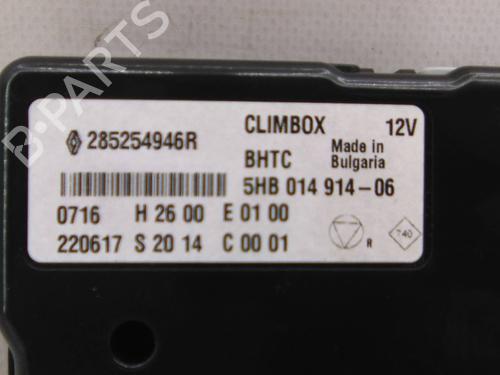 B-PARTS
285254946R
CLIMBOX 12V
BHTC Made in Bulgaria
5HB 014 914-06
0716 H 26 00 E 01 00
220617 S 20 14 C 00 01
R
740
B-PARTS